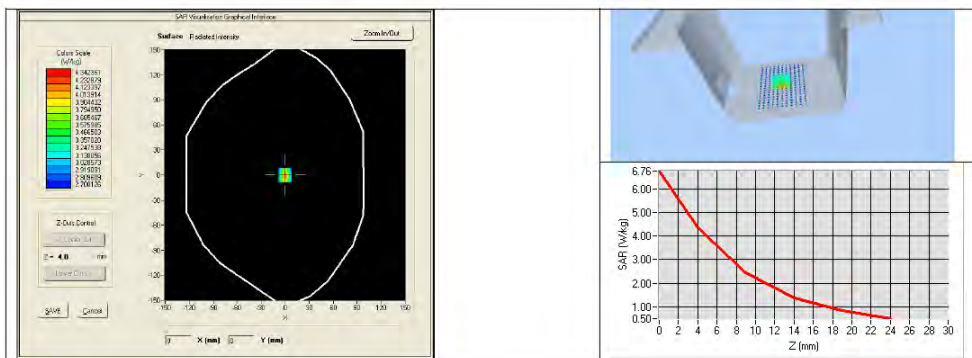 SAR Visualisation Graphical Interface
Surface Radiated Intensity
Zoom In/Out
Colors Scale
(W/kg)
4.342361
4.232879
4.123397
4.013914
3.904432
3.794950
3.685467
3.575985
3.466503
3.357020
3.247538
3.138056
3.028573
2.919091
2.809609
2.700126
150
120
90
60
30
0
-30
-60
-90
-120
-150
Y
-150 -120 -90 -60 -30 0 30 60 90 120 150
X
Z-Cuts Control
Z = 4.0 mm
SAVE
Cancel
0 X (mm) 0 Y (mm)
6.76
6.00
5.00
4.00
3.00
2.00
1.00
0.50
SAR (W/kg)
0 2 4 6 8 10 12 14 16 18 20 22 24 26 28 30
Z (mm)